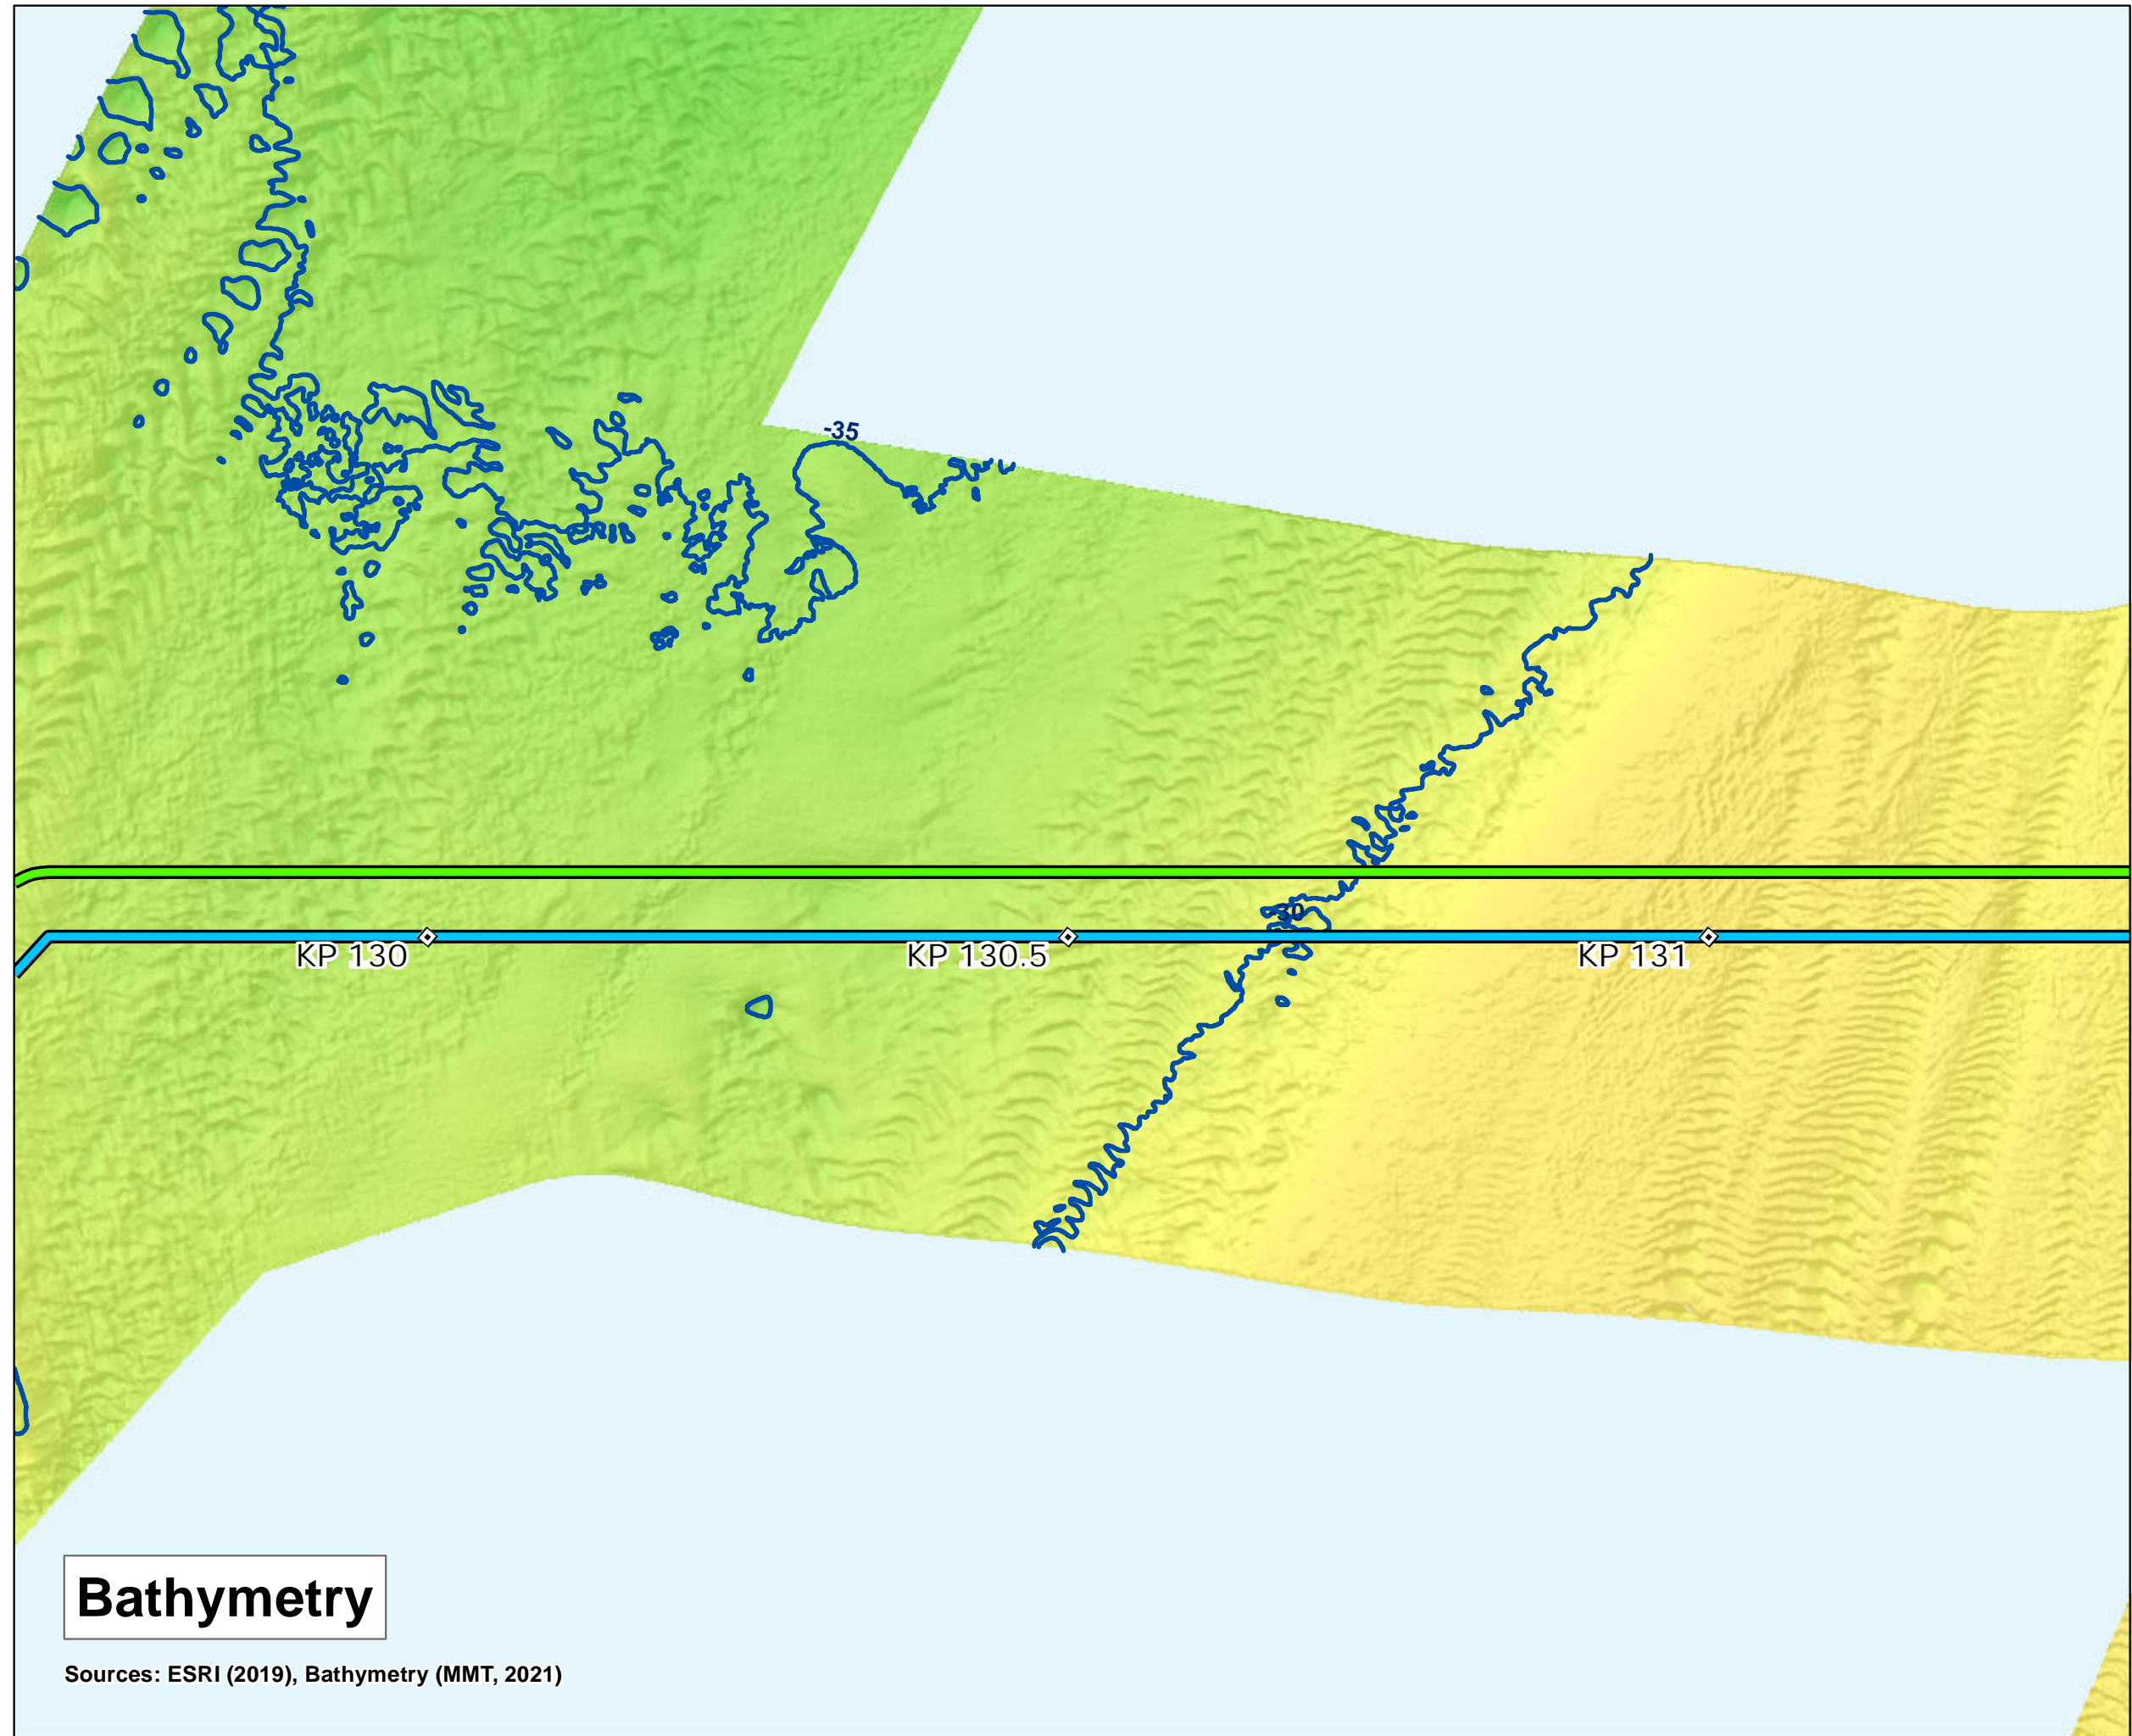 -35
-30
KP 130
KP 130.5
KP 131
Bathymetry
Sources: ESRI (2019), Bathymetry (MMT, 2021)